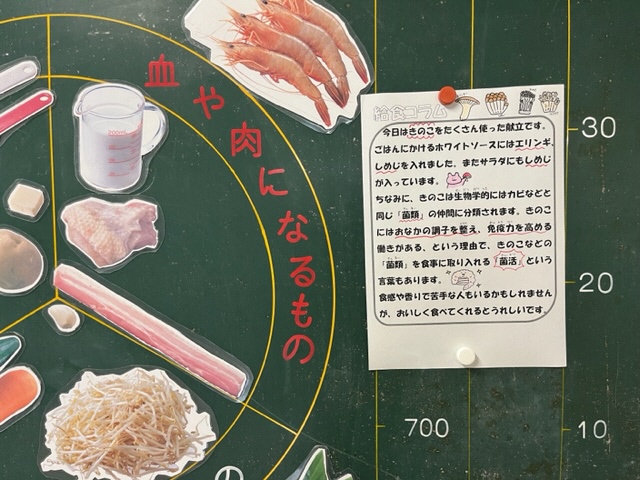 血や肉になるもの
給食コラム
今日はきのこをたくさん使った献立です。
ごはんにかけるホワイトソースにはエリンギ、
しめじを入れました。またサラダにもしめじ
が入っています。
ちなみに、きのこは生物学的にはカビなどと
同じ「菌類」の仲間に分類されます。きのこ
にはおなかの調子を整え、免疫力を高める
働きがある、という理由で、きのこなどの
「菌類」を食事に取り入れる「菌活」という
言葉もあります。
食感や香りで苦手な人もいるかもしれません
が、おいしく食べてくれるとうれしいです。
30
20
700
10
の